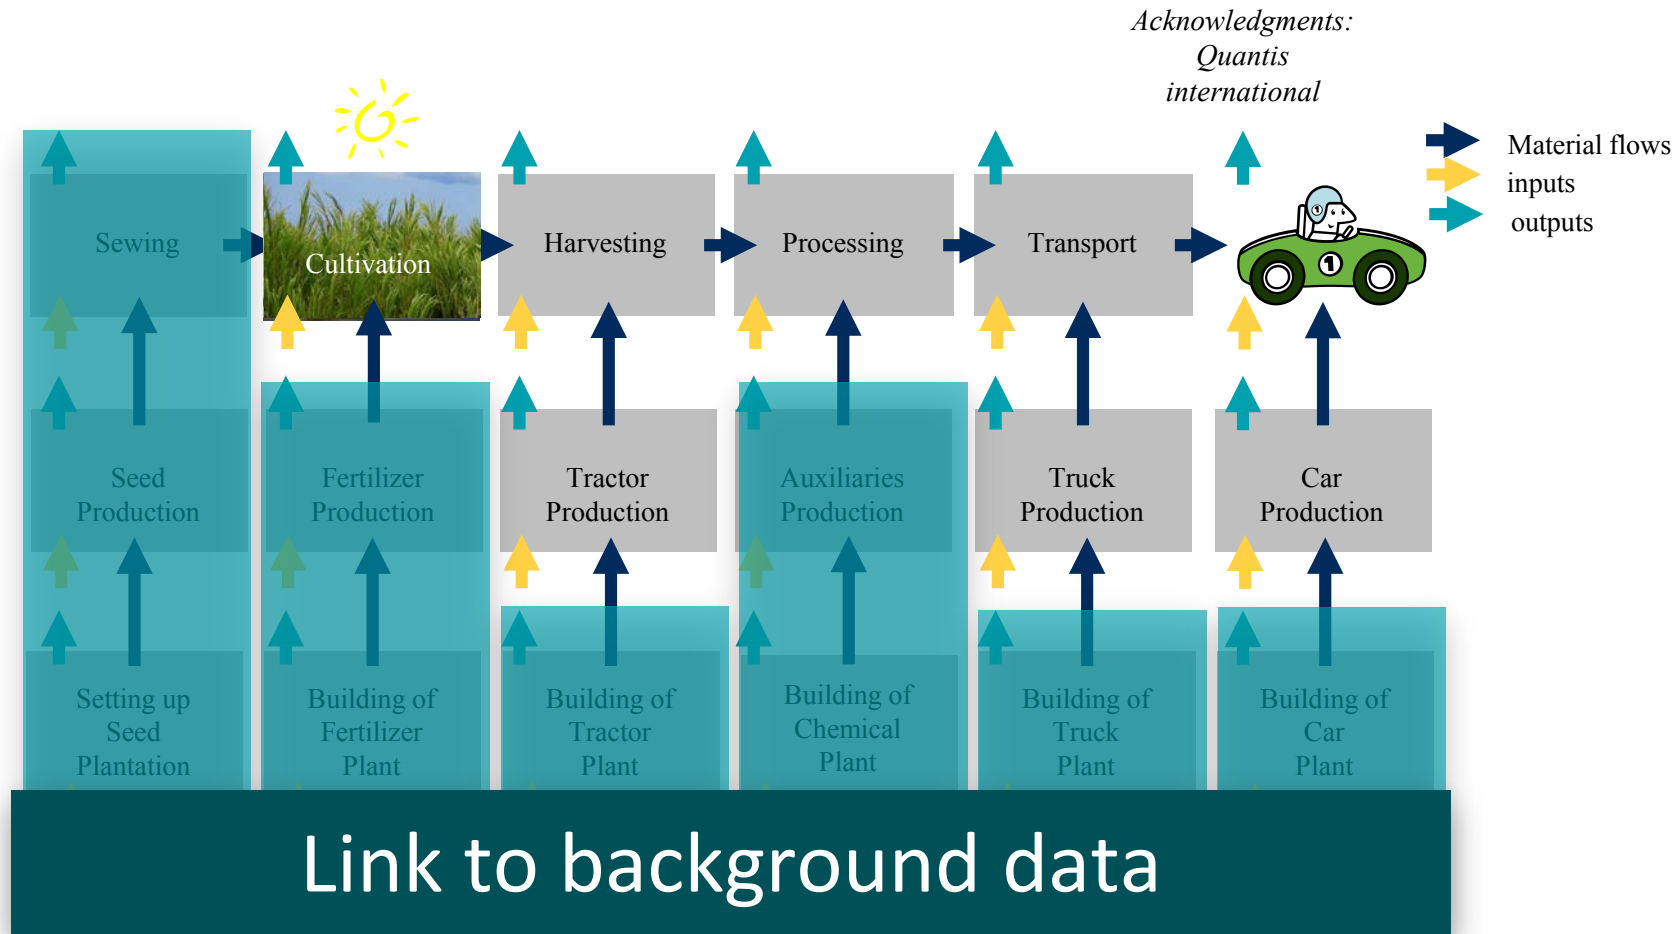 Acknowledgments:
Quantis
international
Material flows
inputs
outputs
Sewing
Cultivation
Harvesting
Processing
Transport
1
1
Seed
Production
Fertilizer
Production
Tractor
Production
Auxiliaries
Production
Truck
Production
Car
Production
Setting up
Seed
Plantation
Building of
Fertilizer
Plant
Building of
Tractor
Plant
Building of
Chemical
Plant
Building of
Truck
Plant
Building of
Car
Plant
Link to background data